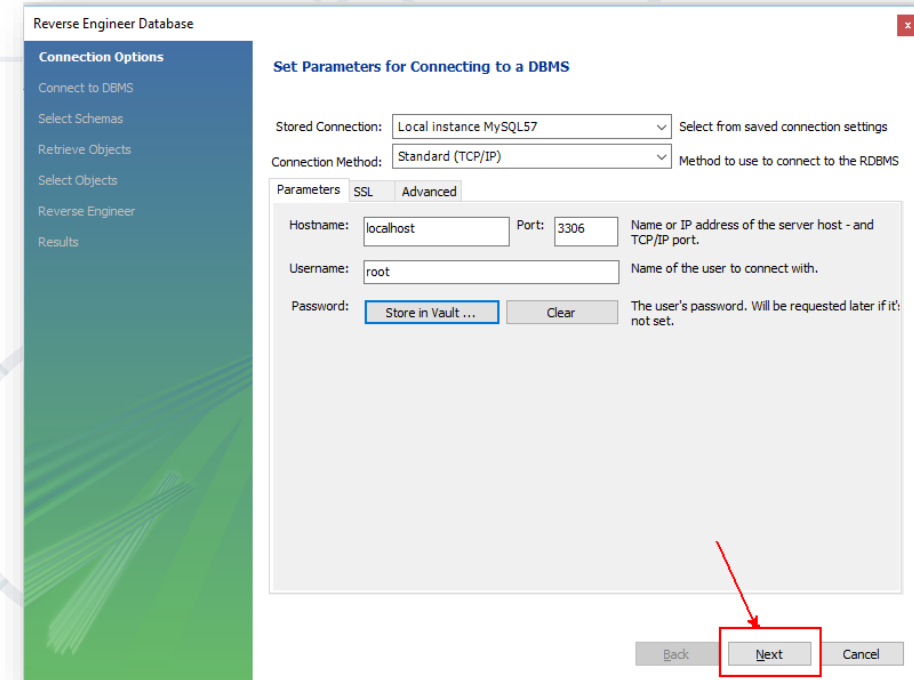 Reverse Engineer Database
x
Connection Options
Connect to DBMS
Select Schemas
Retrieve Objects
Select Objects
Reverse Engineer
Results
Set Parameters for Connecting to a DBMS
Stored Connection: Local instance MySQL57 Select from saved connection settings
Connection Method: Standard (TCP/IP) Method to use to connect to the RDBMS
Parameters SSL Advanced
Hostname: localhost Port: 3306 Name or IP address of the server host - and
TCP/IP port.
Username: root Name of the user to connect with.
Password: Store in Vault ... Clear The user's password. Will be requested later if it's
not set.
Back Next Cancel